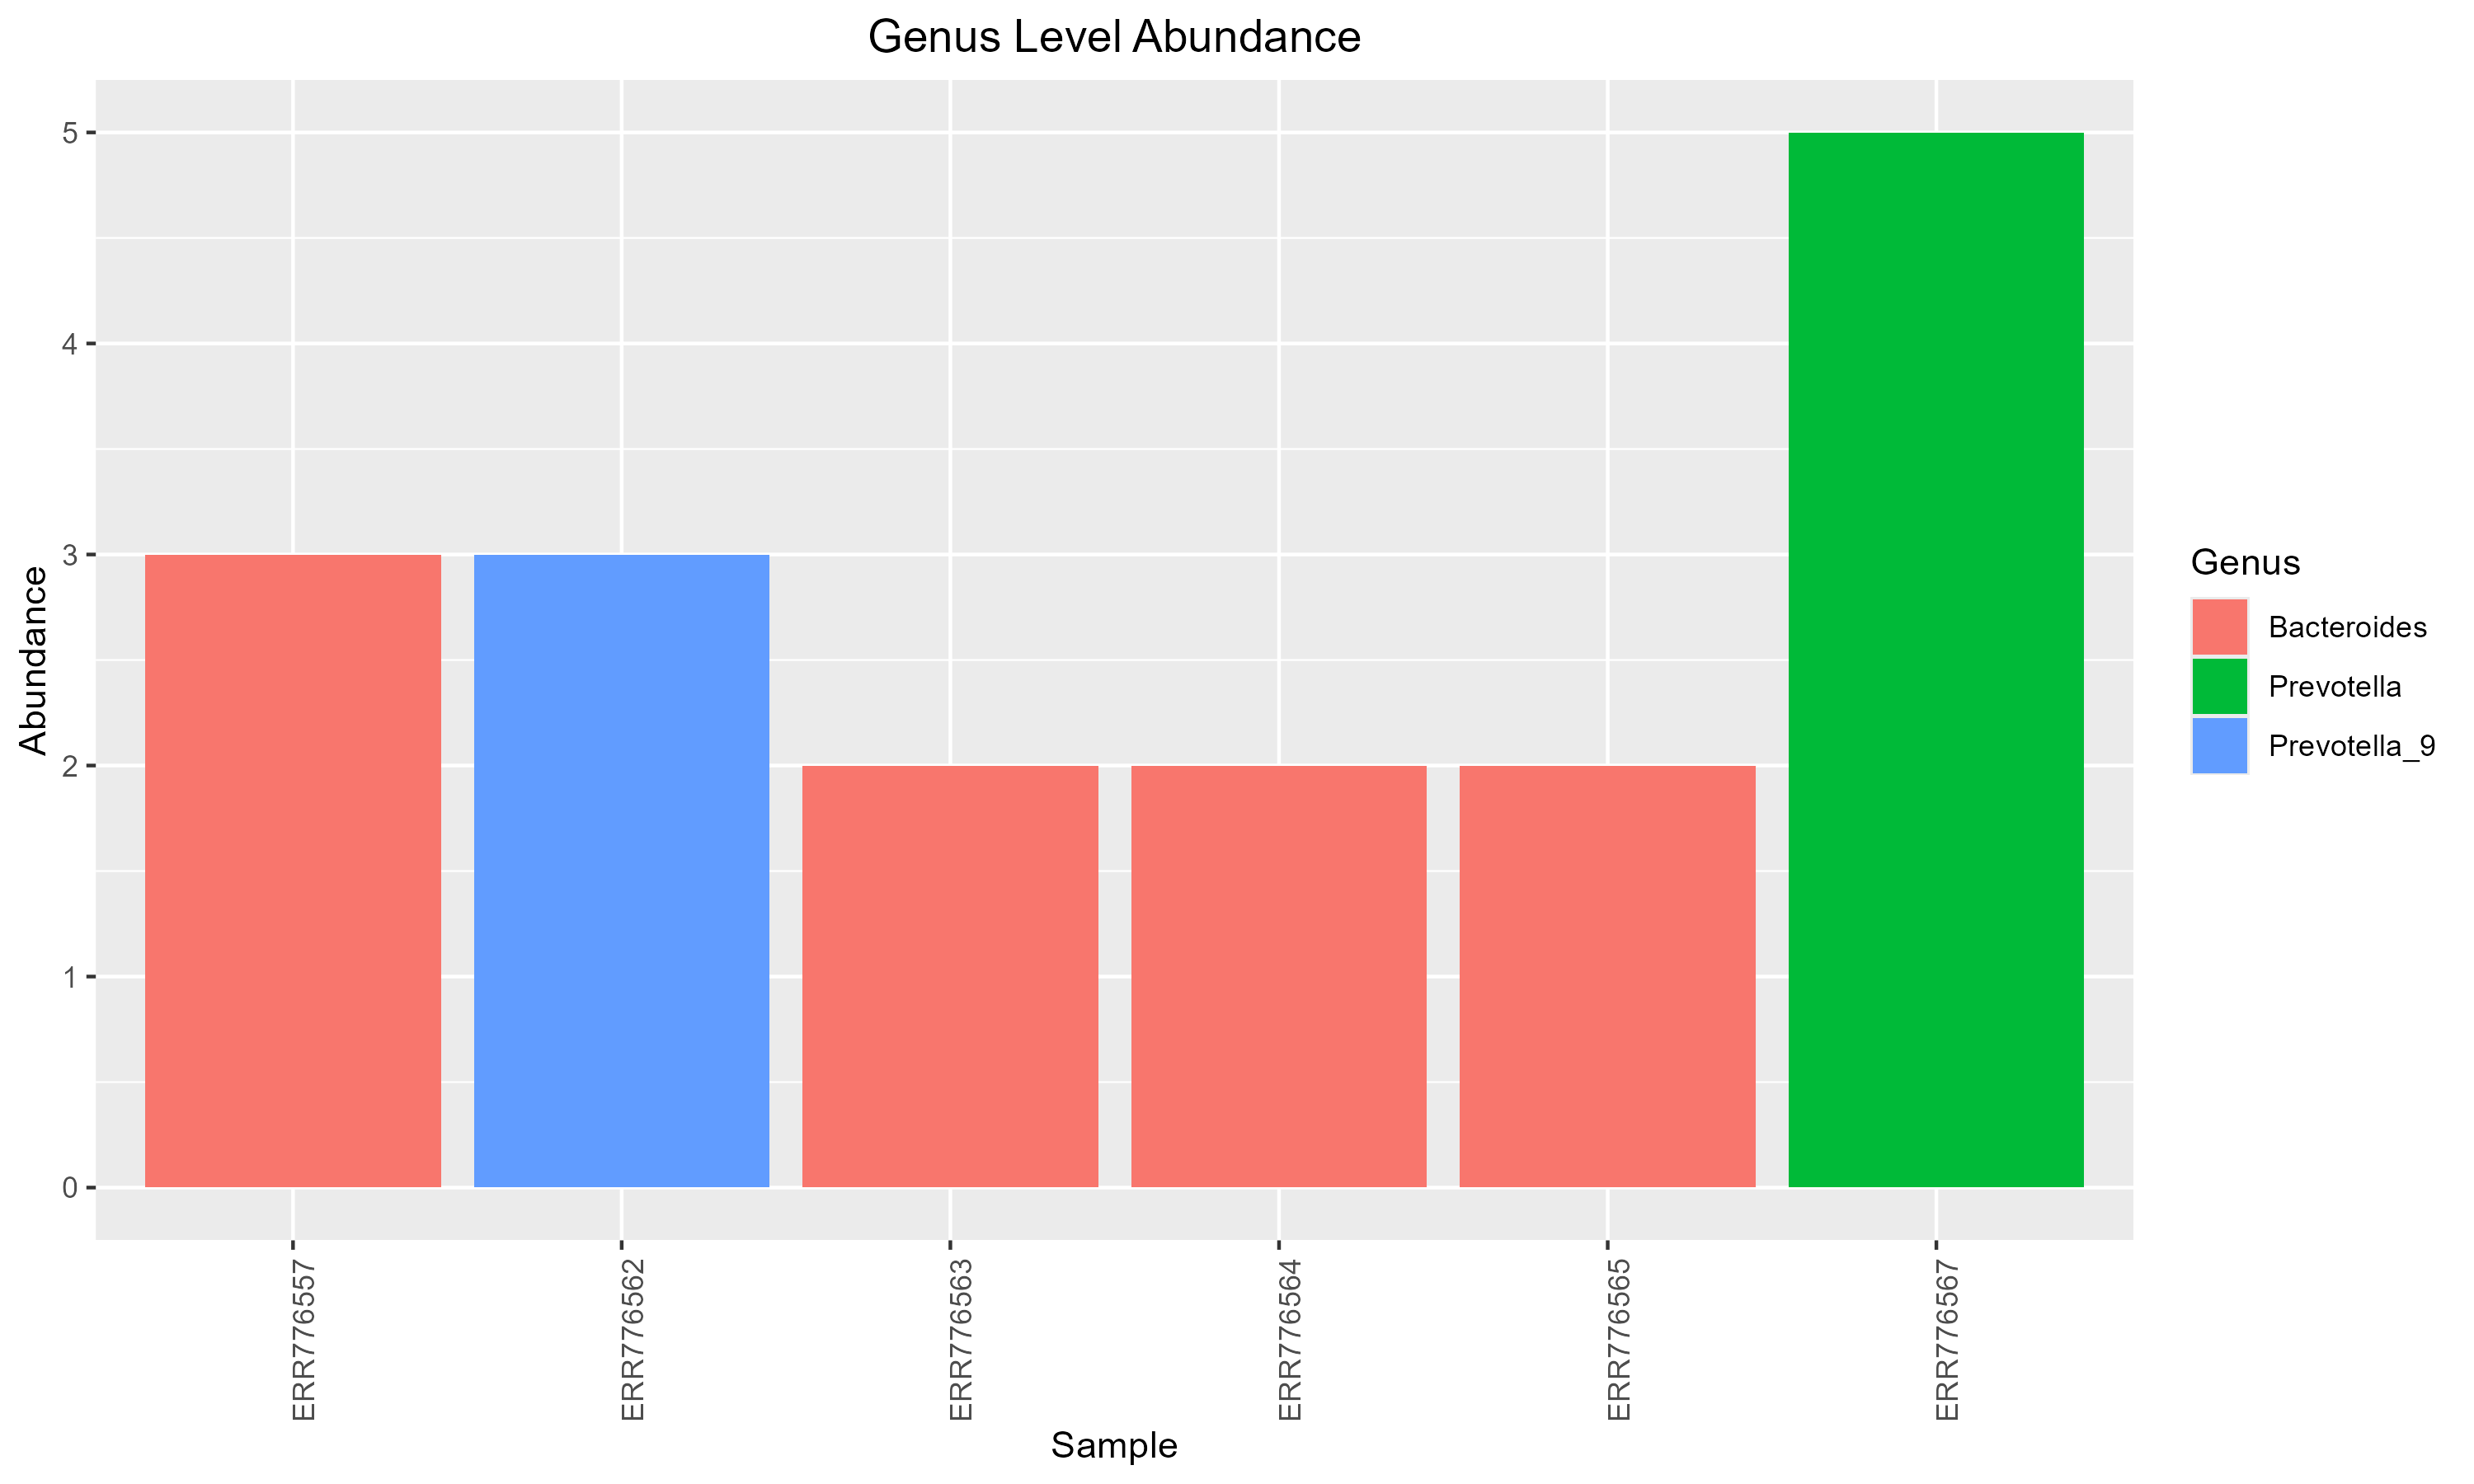 Genus Level Abundance
Abundance
5
4
3
2
1
0
ERR776557
ERR776562
ERR776563
ERR776564
ERR776565
ERR776567
Sample
Genus
Bacteroides
Prevotella
Prevotella_9